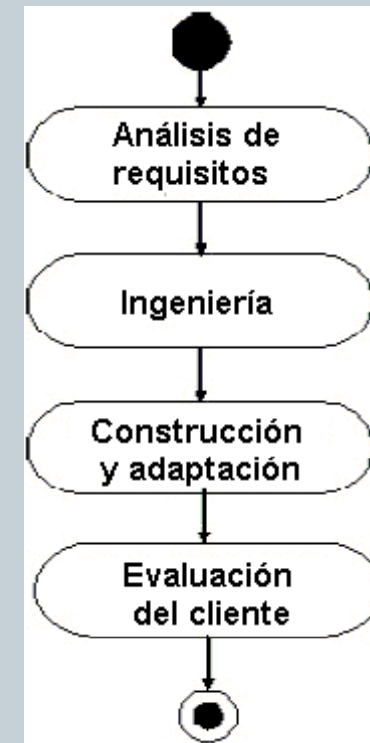 Análisis de
requisitos
Ingeniería
Construcción
y adaptación
Evaluación
del cliente